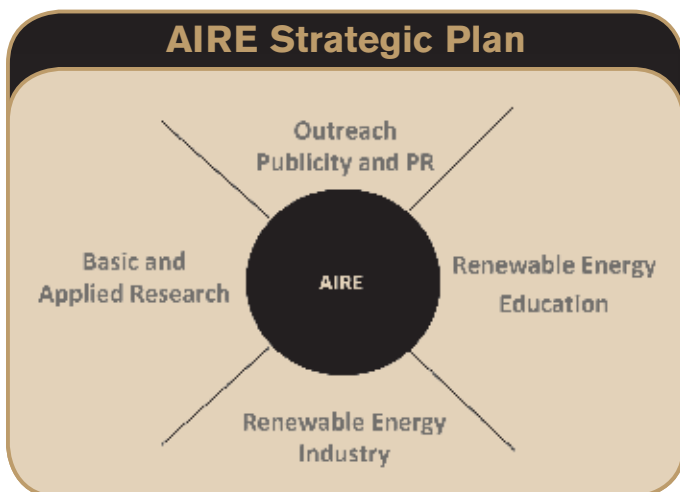 AIRE Strategic Plan
Outreach
Publicity and PR
Basic and
Applied Research
AIRE
Renewable Energy
Education
Renewable Energy
Industry